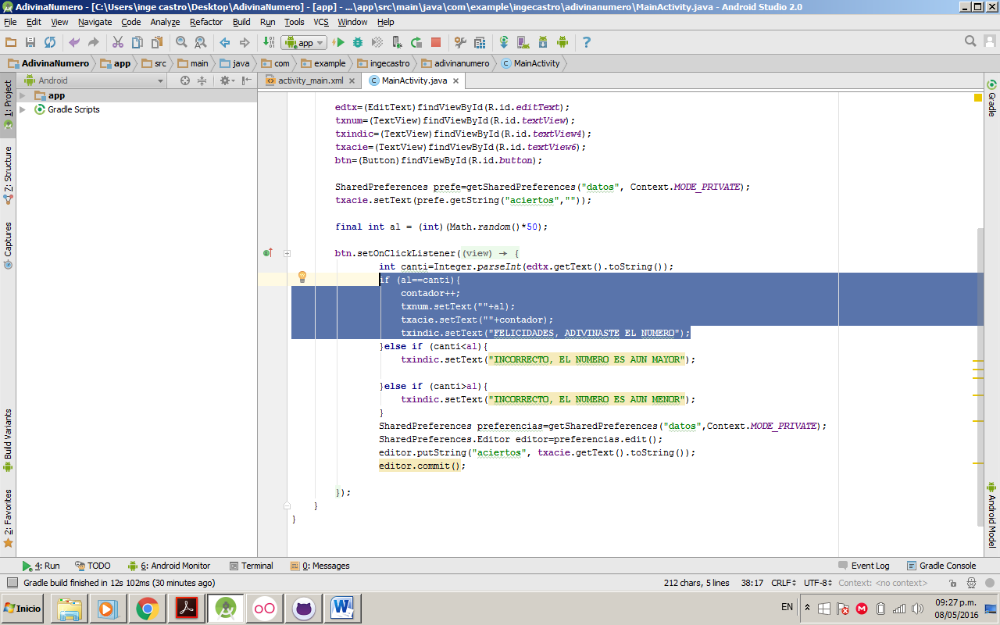 AdivinaNumero - [C:\Users\inge castro\Desktop\AdivinaNumero] - [app] - ...\app\src\main\java\com\example\ingecastro\adivinanumero\MainActivity.java - Android Studio 2.0
File Edit View Navigate Code Analyze Refactor Build Run Tools VCS Window Help
app
AdivinaNumero app src main java com example ingecastro adivinanumero MainActivity
Android
activity_main.xml MainActivity.java
1: Project
7: Structure
Captures
Build Variants
2: Favorites
app
Gradle Scripts
edtx=(EditText)findViewById(R.id.editText);
txnum=(TextView)findViewById(R.id.textView);
txindic=(TextView)findViewById(R.id.textView4);
txacie=(TextView)findViewById(R.id.textView6);
btn=(Button)findViewById(R.id.button);
SharedPreferences prefe=getSharedPreferences("datos", Context.MODE_PRIVATE);
txacie.setText(prefe.getString("aciertos",""));
final int al = (int)(Math.random()*50);
btn.setOnClickListener((view) → {
int canti=Integer.parseInt(edtx.getText().toString());
if (al==canti){
contador++;
txnum.setText(""+al);
txacie.setText(""+contador);
txindic.setText("FELICIDADES, ADIVINASTE EL NUMERO");
}else if (canti<al){
txindic.setText("INCORRECTO, EL NUMERO ES AUN MAYOR");
}else if (canti>al){
txindic.setText("INCORRECTO, EL NUMERO ES AUN MENOR");
}
SharedPreferences preferencias=getSharedPreferences("datos",Context.MODE_PRIVATE);
SharedPreferences.Editor editor=preferencias.edit();
editor.putString("aciertos", txacie.getText().toString());
editor.commit();
});
}
}
Gradle
Android Model
4: Run TODO 6: Android Monitor Terminal 0: Messages Event Log Gradle Console
Gradle build finished in 12s 102ms (30 minutes ago) 212 chars, 5 lines 38:17 CRLF UTF-8 Context: <no context>
Inicio EN 09:27 p.m.
08/05/2016